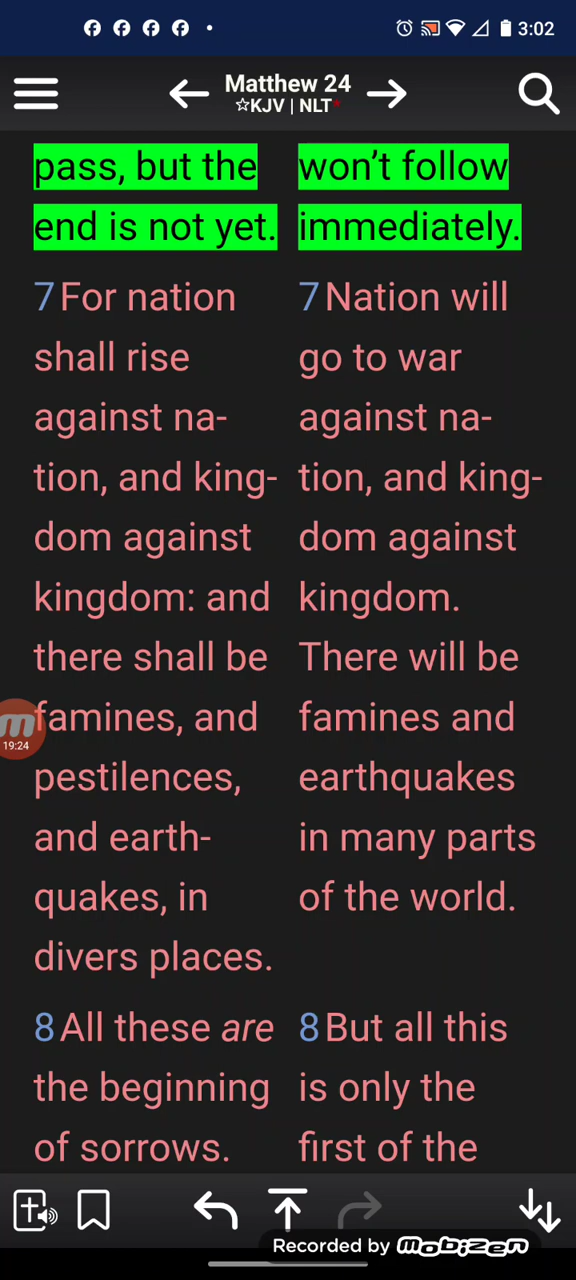 3:02
Matthew 24
☆KJV | NLT*
pass, but the
end is not yet.
7 For nation
shall rise
against na-
tion, and king-
dom against
kingdom: and
there shall be
famines, and
pestilences,
and earth-
quakes, in
divers places.
8 All these are
the beginning
of sorrows.
won't follow
immediately.
7 Nation will
go to war
against na-
tion, and king-
dom against
kingdom.
There will be
famines and
earthquakes
in many parts
of the world.
8 But all this
is only the
first of the
m
19:24
Recorded by mobizen